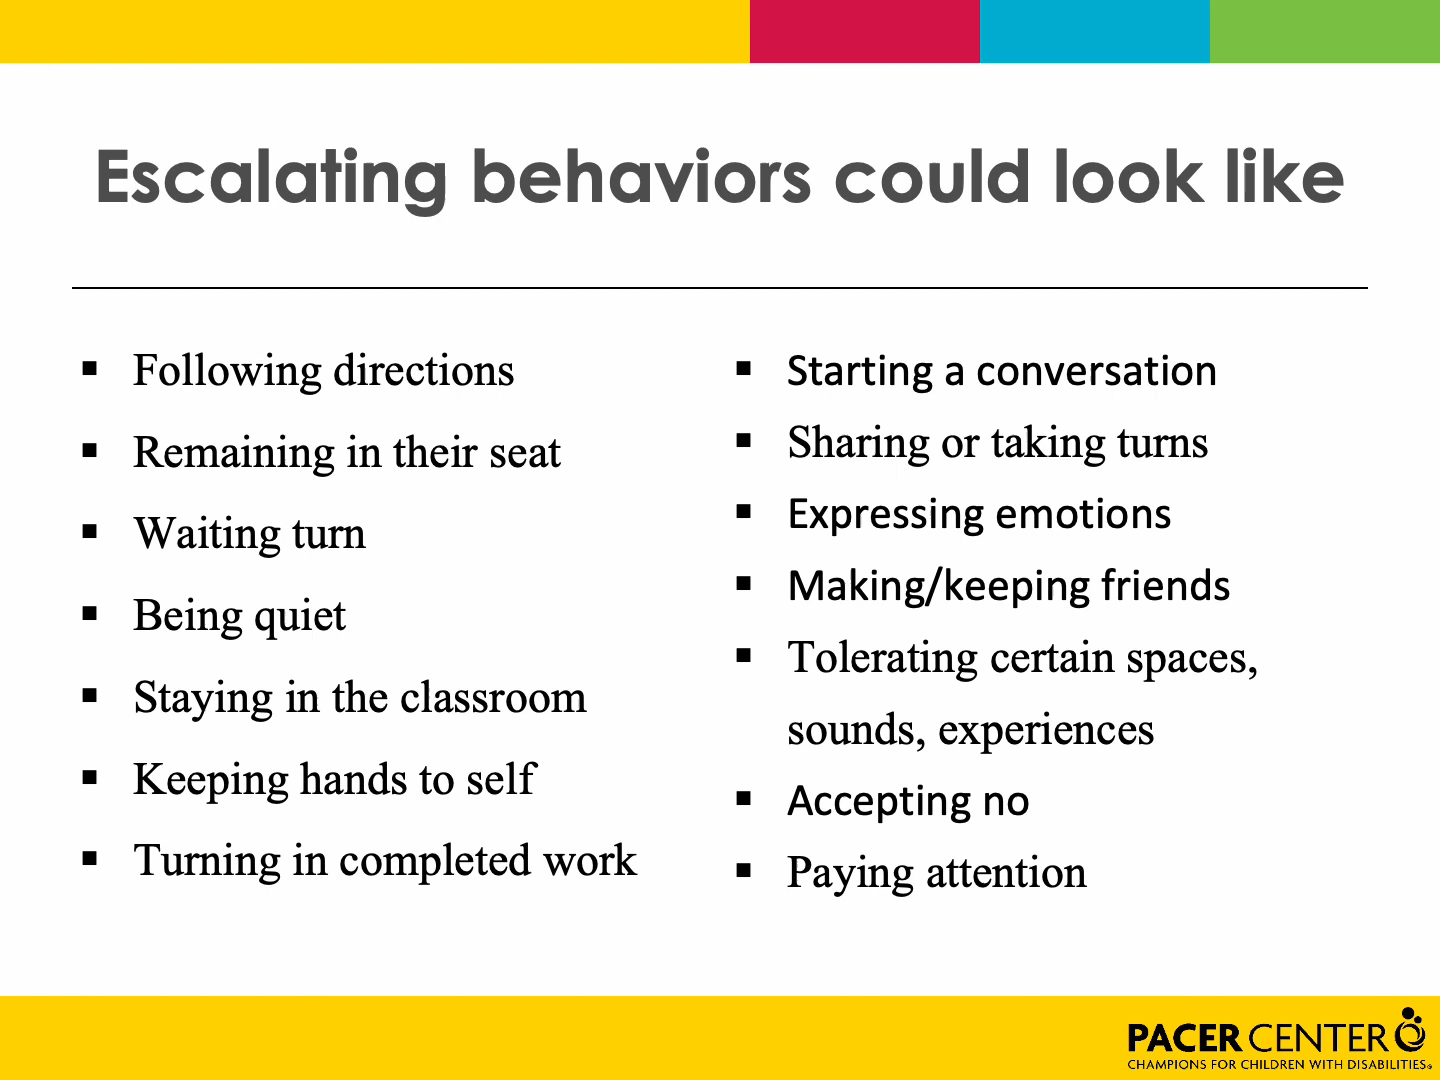 Escalating behaviors could look like
▪ Following directions
▪ Remaining in their seat
▪ Waiting turn
▪ Being quiet
▪ Staying in the classroom
▪ Keeping hands to self
▪ Turning in completed work
▪ Starting a conversation
▪ Sharing or taking turns
▪ Expressing emotions
▪ Making/keeping friends
▪ Tolerating certain spaces,
sounds, experiences
▪ Accepting no
▪ Paying attention
PACER CENTER
CHAMPIONS FOR CHILDREN WITH DISABILITIES®